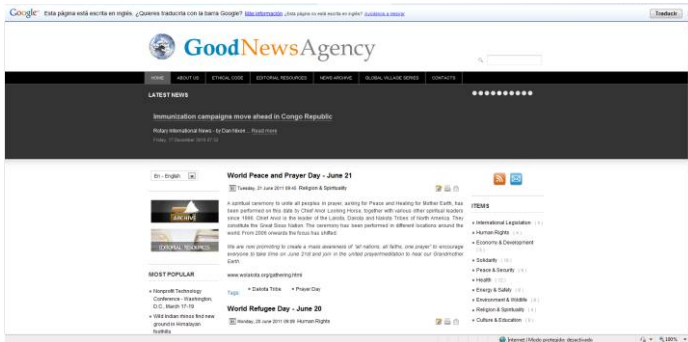 Google Esta página está escrita en inglés. ¿Quieres traducirla con la barra Google? Más información ¿Esta página no está escrita en inglés? Ayúdanos a mejorar Traducir
GoodNewsAgency
HOME ABOUT US ETHICAL CODE EDITORIAL RESOURCES NEWS ARCHIVE GLOBAL VILLAGE SERIES CONTACTS
LATEST NEWS
Immunization campaigns move ahead in Congo Republic
Rotary International News - by Dan Nixon ... Read more
Friday, 17 December 2010 07:32
En - English
ARCHIVE
EDITORIAL RESOURCES
MOST POPULAR
Nonprofit Technology
Conference - Washington,
D.C., March 17-19
Wild Indian rhinos find new
ground in Himalayan
foothills
World Peace and Prayer Day - June 21
Tuesday, 21 June 2011 09:45 Religion & Spirituality
A spiritual ceremony to unite all peoples in prayer, asking for Peace and Healing for Mother Earth, has
been performed on this date by Chief Arvol Looking Horse, together with various other spiritual leaders
since 1996. Chief Arvol is the leader of the Lakota, Dakota and Nakota Tribes of North America. They
constitute the Great Sioux Nation. The ceremony has been performed in different locations around the
world. From 2006 onwards the focus has shifted:
We are now promoting to create a mass awareness of "all nations, all faiths, one prayer" to encourage
everyone to take time on June 21st and join in the united prayer/meditation to hear our Grandmother
Earth.
www.wolakota.org/gathering.html
Tags: Dakota Tribe Prayer Day
World Refugee Day - June 20
Monday, 20 June 2011 09:09 Human Rights
ITEMS
International Legislation
Human Rights
Economy & Development
Solidarity
Peace & Security
Health
Energy & Safety
Environment & Wildlife
Religion & Spirituality
Culture & Education
Internet | Modo protegido: desactivado 100%